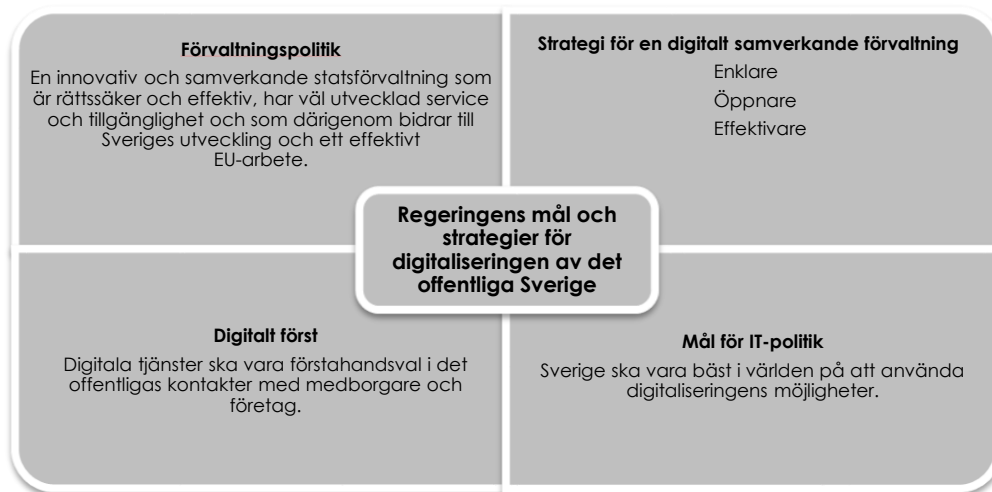 Förvaltningspolitik
En innovativ och samverkande statsförvaltning som
är rättssäker och effektiv, har väl utvecklad service
och tillgänglighet och som därigenom bidrar till
Sveriges utveckling och ett effektivt
EU-arbete.
Strategi för en digitalt samverkande förvaltning
Enklare
Öppnare
Effektivare
Regeringens mål och
strategier för
digitaliseringen av det
offentliga Sverige
Digitalt först
Digitala tjänster ska vara förstahandsval i det
offentligas kontakter med medborgare och
företag.
Mål för IT-politik
Sverige ska vara bäst i världen på att använda
digitaliseringens möjligheter.